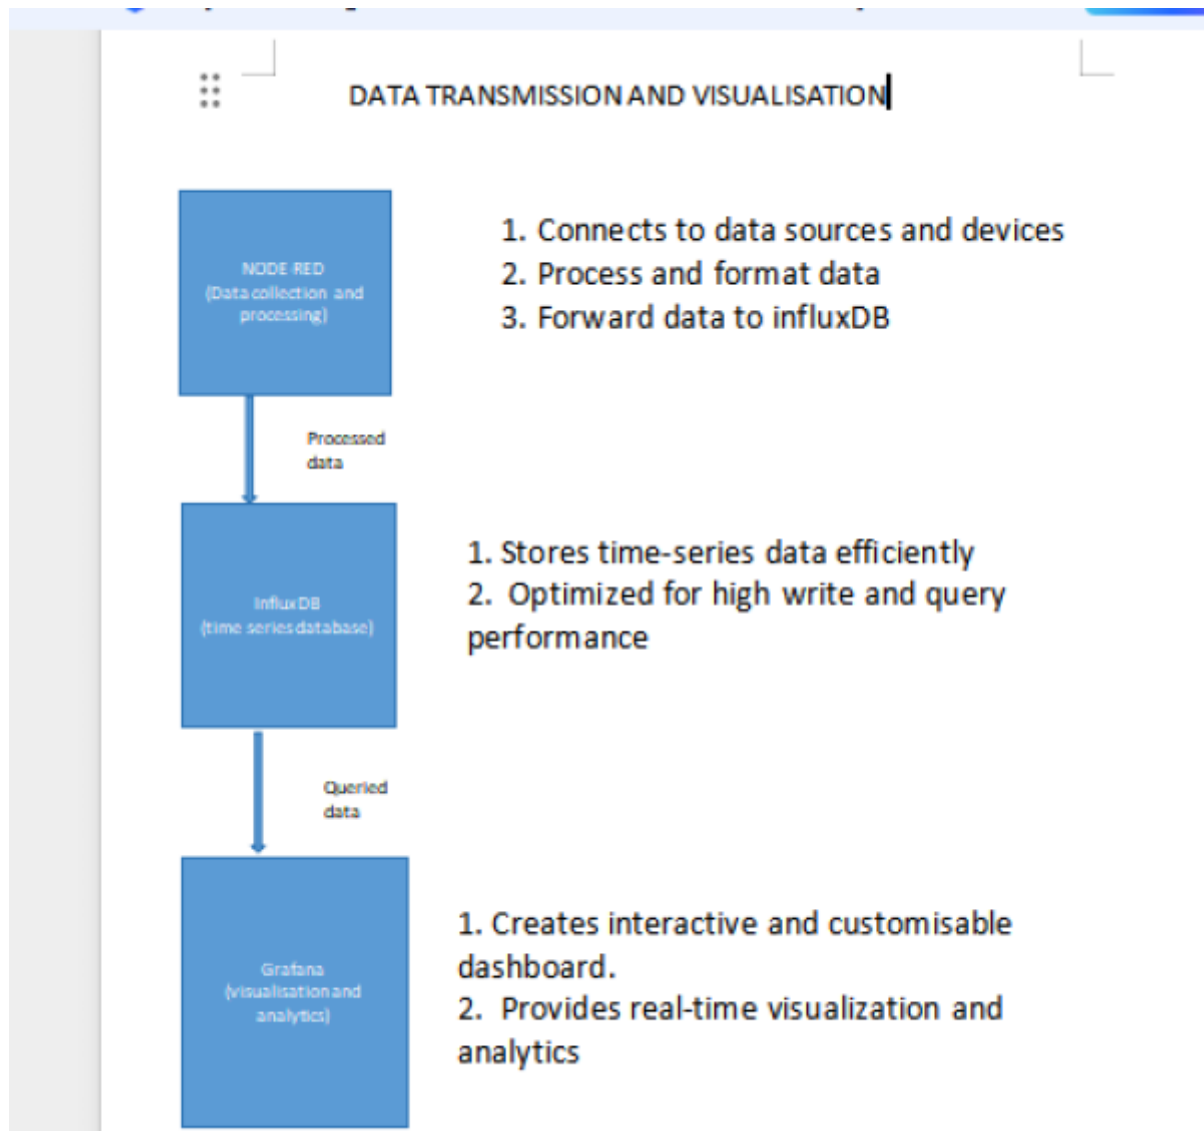 DATA TRANSMISSION AND VISUALISATION
NODE RED
(Data collection and
processing)
1. Connects to data sources and devices
2. Process and format data
3. Forward data to influxDB
Processed
data
InfluxDB
(time series database)
1. Stores time-series data efficiently
2. Optimized for high write and query
performance
Queried
data
Grafana
(visualisation and
analytics)
1. Creates interactive and customisable
dashboard.
2. Provides real-time visualization and
analytics